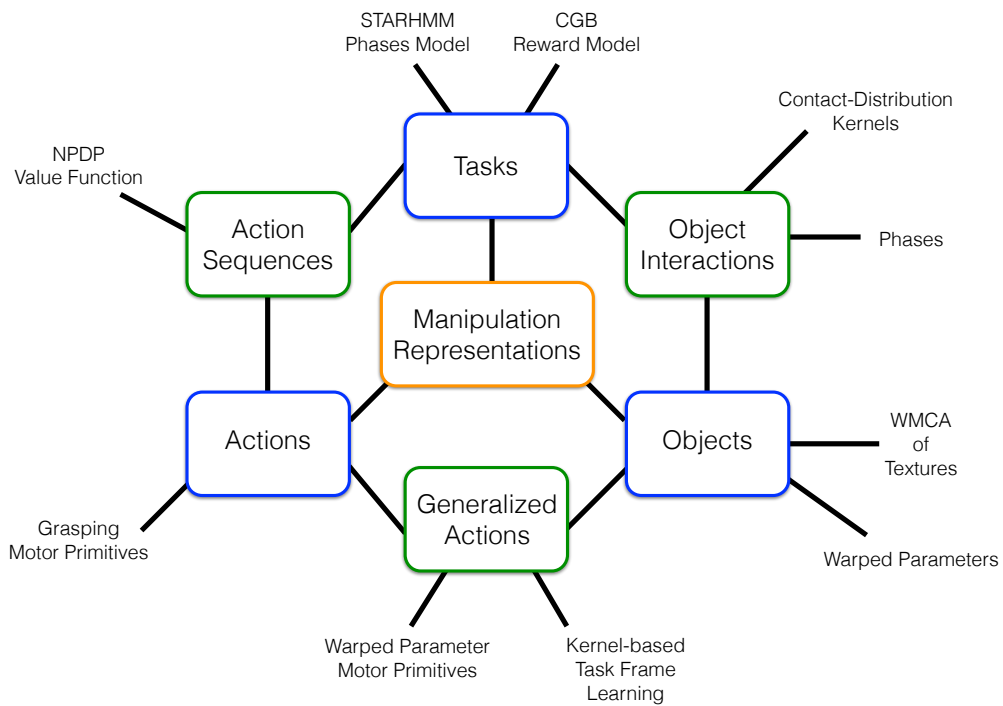 STARHMM
Phases Model
CGB
Reward Model
Contact-Distribution
Kernels
NPDP
Value Function
Tasks
Action
Sequences
Object
Interactions
Phases
Manipulation
Representations
Actions
Objects
WMCA
of
Textures
Generalized
Actions
Grasping
Motor Primitives
Warped Parameters
Warped Parameter
Motor Primitives
Kernel-based
Task Frame
Learning